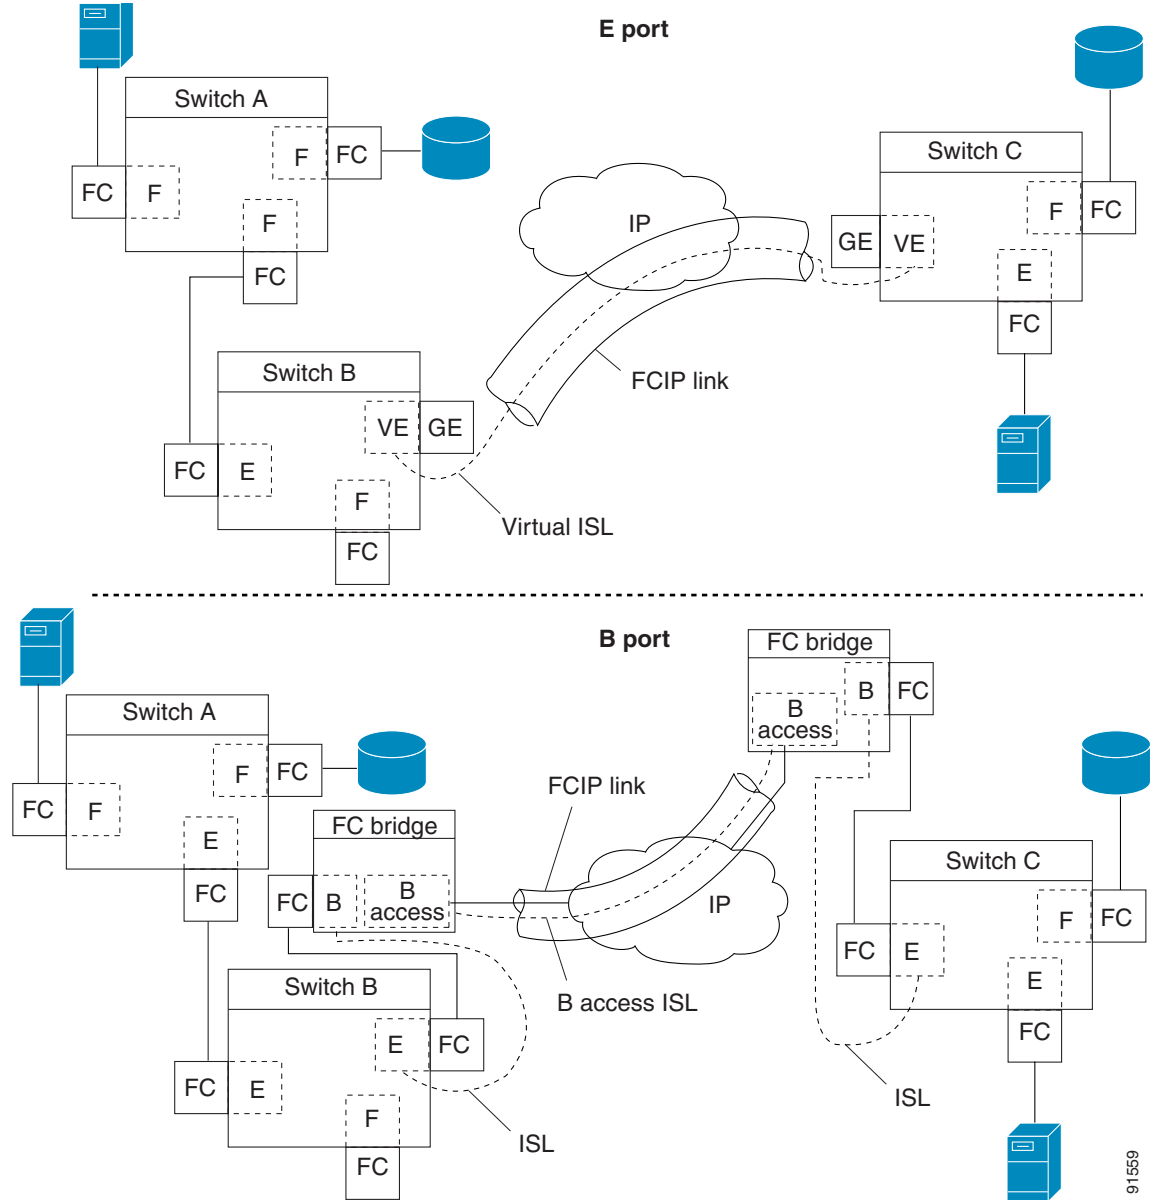 E port
Switch A
F
FC
FC
F
F
FC
Switch C
F
FC
GE
VE
E
FC
IP
FCIP link
Switch B
VE
GE
FC
E
F
FC
Virtual ISL
B port
FC bridge
B
FC
B
access
Switch A
F
FC
FC
F
E
FC
FCIP link
FC bridge
FC
B
B
access
IP
B access ISL
Switch C
F
FC
FC
E
E
FC
ISL
Switch B
E
FC
FC
E
F
FC
ISL
91559